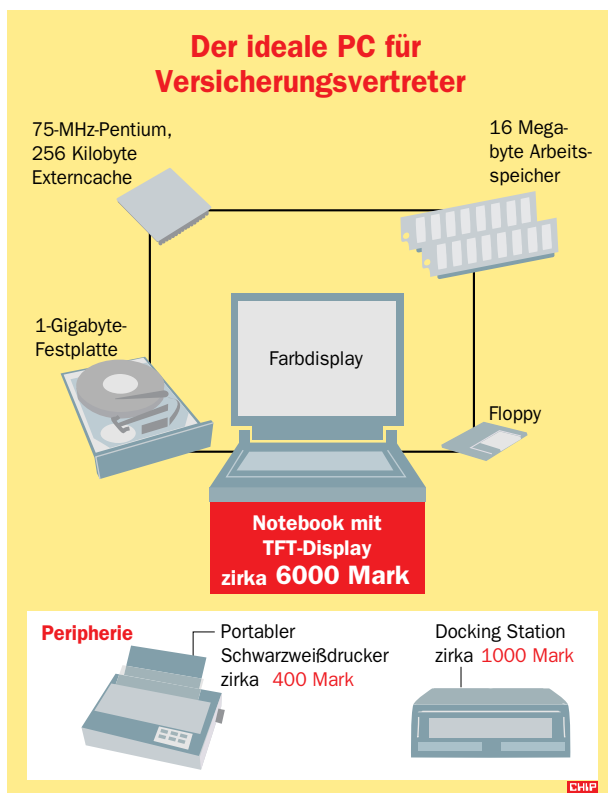 Der ideale PC für
Versicherungsvertreter
75-MHz-Pentium,
256 Kilobyte
Externcache
16 Mega-
byte Arbeits-
speicher
1-Gigabyte-
Festplatte
Farbdisplay
Floppy
Notebook mit
TFT-Display
zirka 6000 Mark
Peripherie
Portabler
Schwarzweißdrucker
zirka 400 Mark
Docking Station
zirka 1000 Mark
CHIP